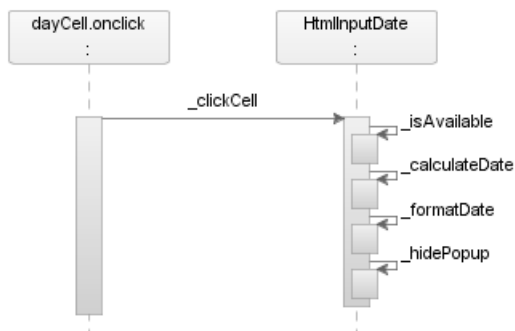 dayCell.onclick
:
HtmlInputDate
:
_clickCell
_isAvailable
_calculateDate
_formatDate
_hidePopup